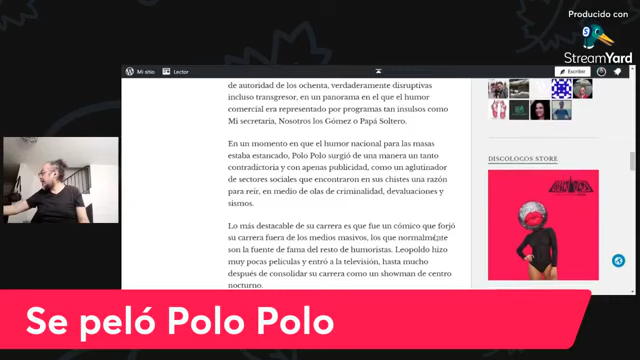 Producido con
StreamYard
Mi sitio
Lector
Escribir
de autoridad de los ochenta, verdaderamente disruptivas
incluso transgresor, en un panorama en el que el humor
comercial era representado por programas tan insulsos como
Mi secretaria, Nosotros los Gómez o Papá Soltero.
En un momento en que el humor nacional para las masas
estaba estancado, Polo Polo surgió de una manera un tanto
contradictoria y con apenas publicidad, como un aglutinador
de sectores sociales que encontraron en sus chistes una razón
para reír, en medio de olas de criminalidad, devaluaciones y
sismos.
Lo más destacable de su carrera es que fue un cómico que forjó
su carrera fuera de los medios masivos, los que normalmente
son la fuente de fama del resto de humoristas. Leopoldo hizo
muy pocas películas y entró a la televisión, hasta mucho
después de consolidar su carrera como un showman de centro
nocturno.
DISCOLOGOS STORE
Se peló Polo Polo